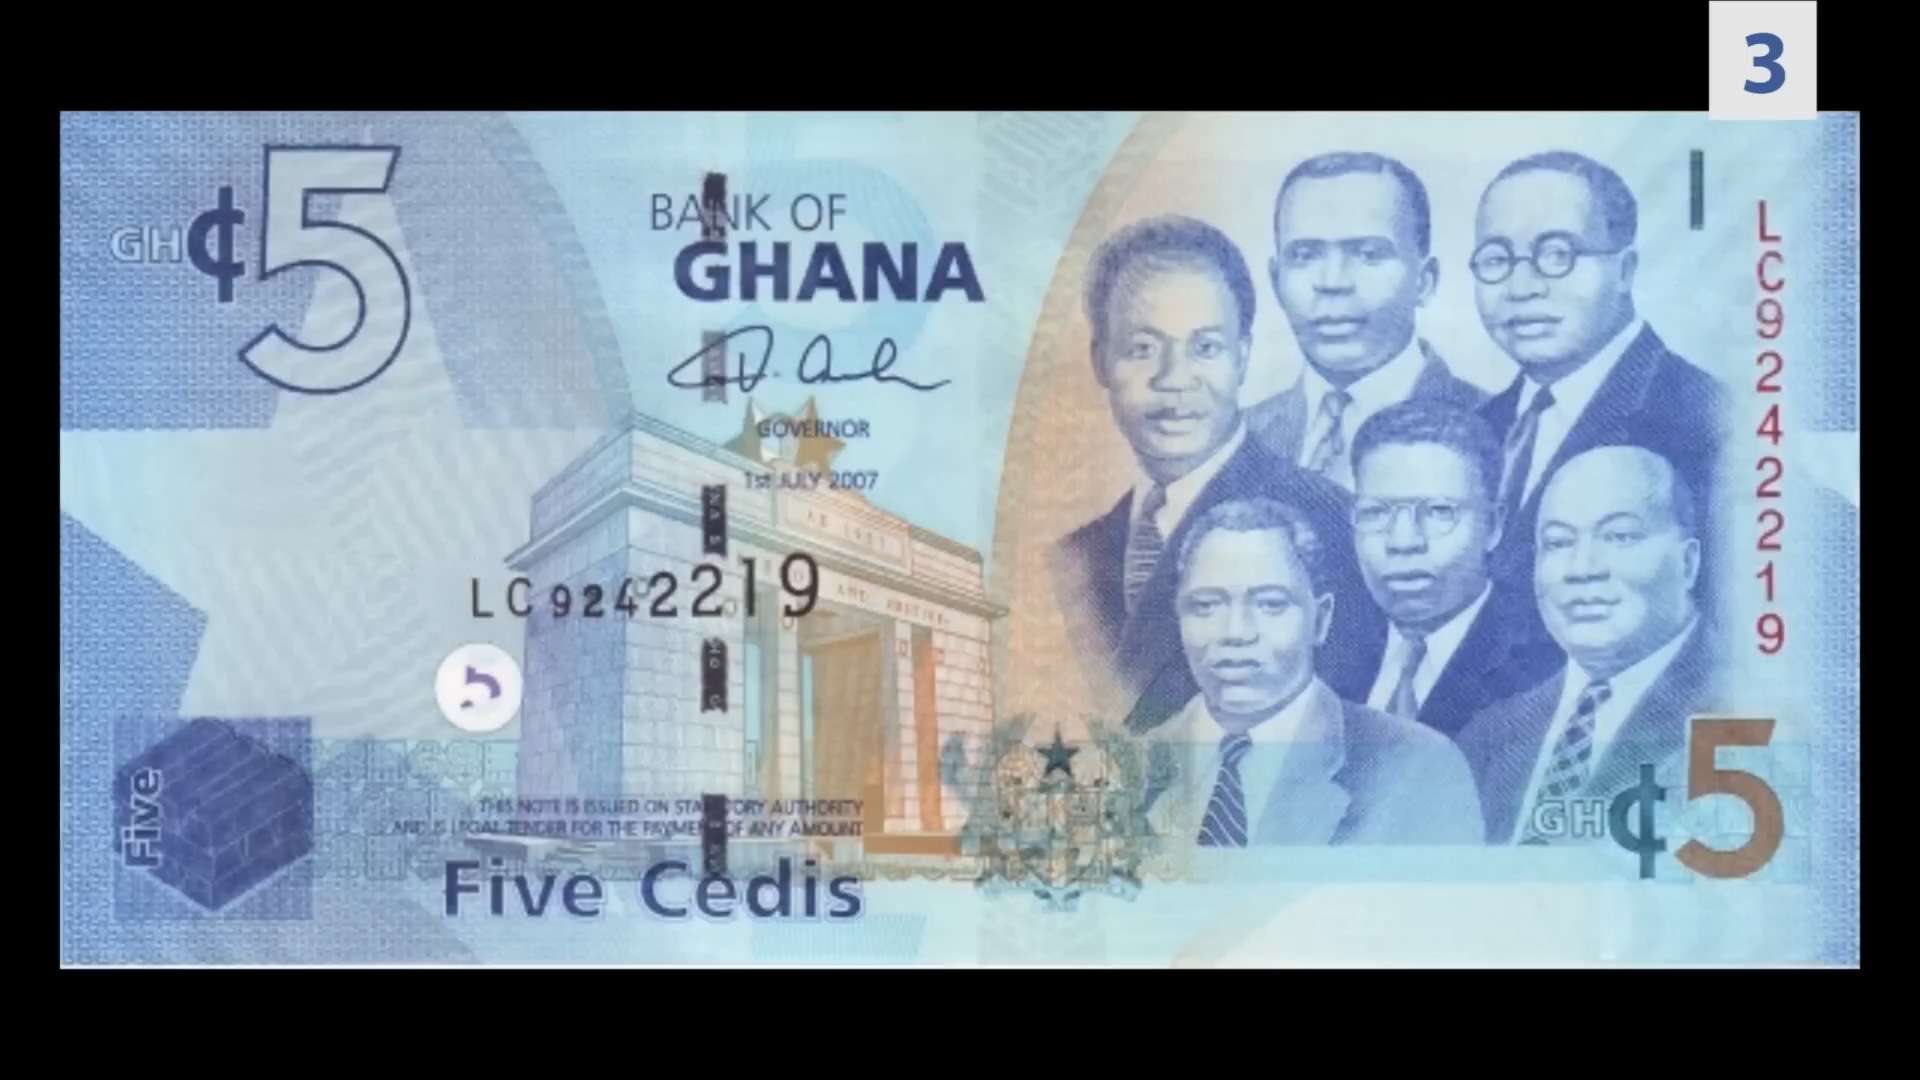 3
GH¢5
BANK OF
GHANA
GOVERNOR
1st JULY 2007
LC9242219
LC9242219
5
Five
THIS NOTE IS ISSUED ON STATUTORY AUTHORITY
AND IS LEGAL TENDER FOR THE PAYMENT OF ANY AMOUNT
Five Cedis
GH¢5